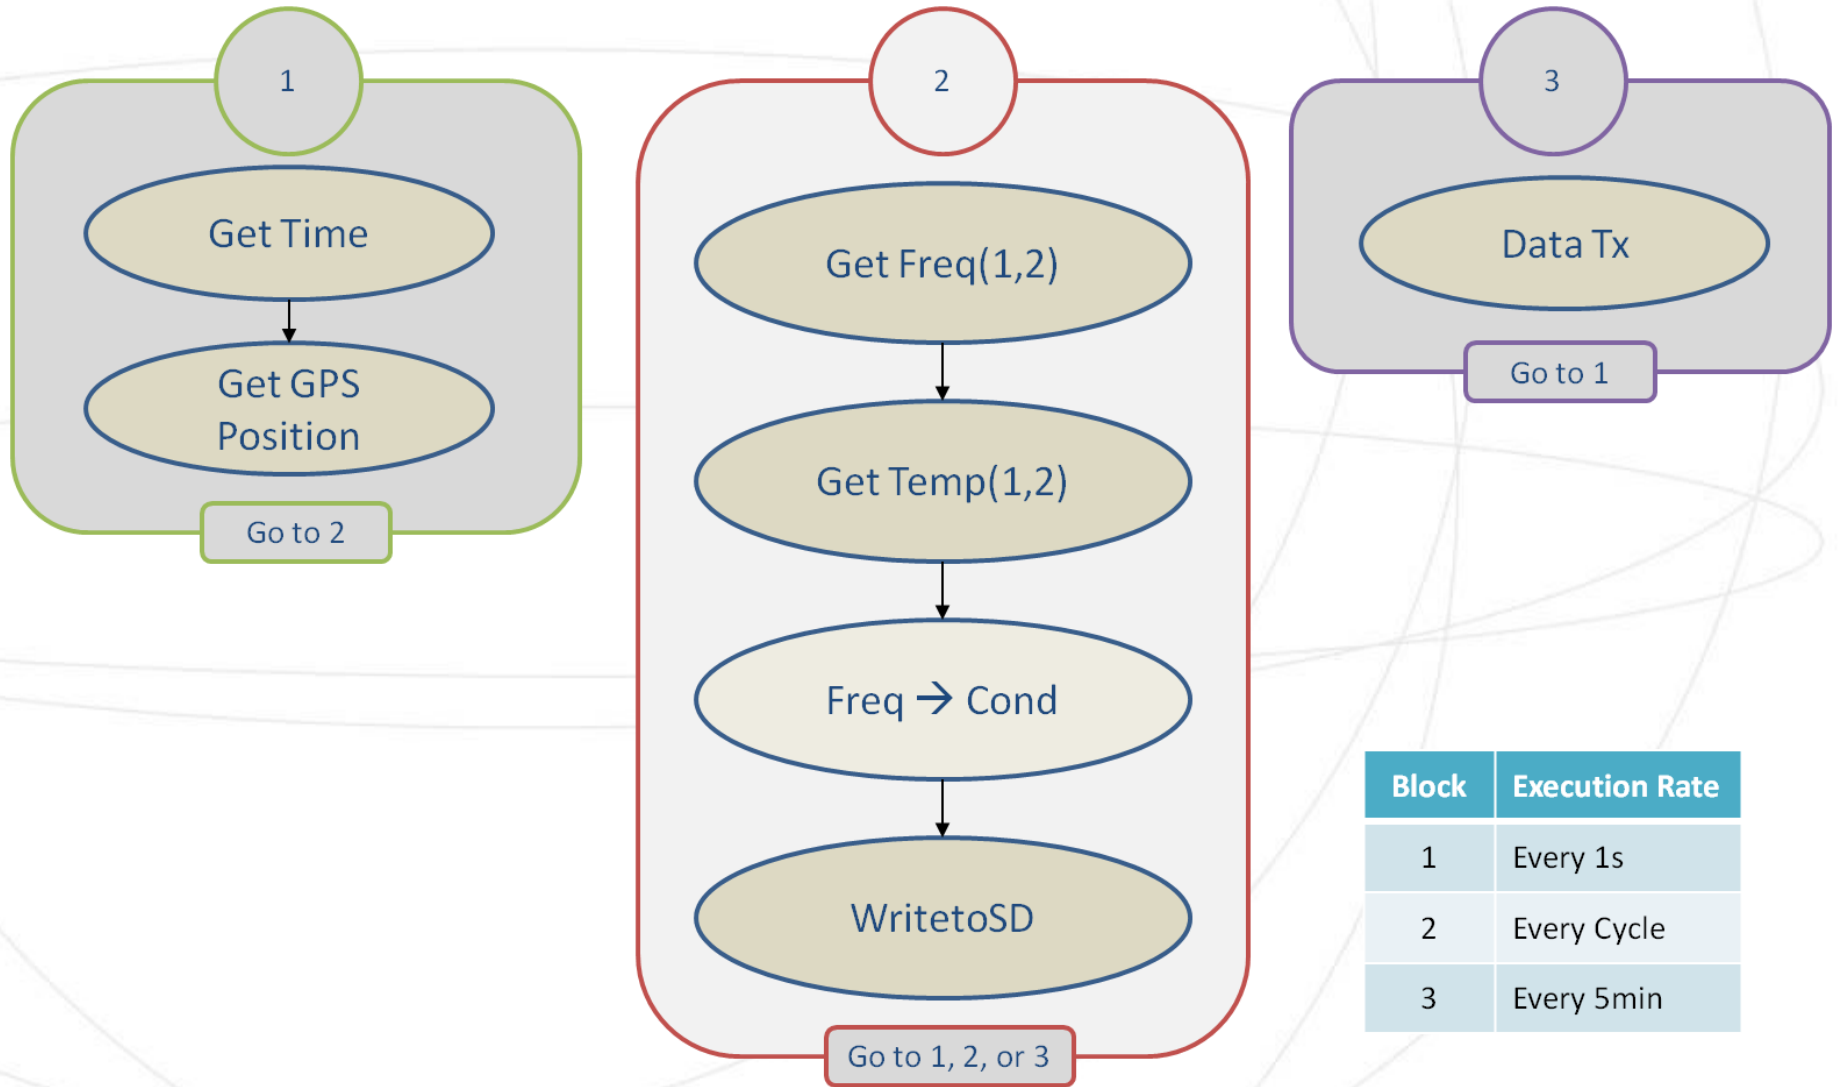 1
Get Time
Get GPS
Position
Go to 2
2
Get Freq(1,2)
Get Temp(1,2)
Freq → Cond
WritetoSD
Go to 1, 2, or 3
3
Data Tx
Go to 1
Block Execution Rate
1 Every 1s
2 Every Cycle
3 Every 5min